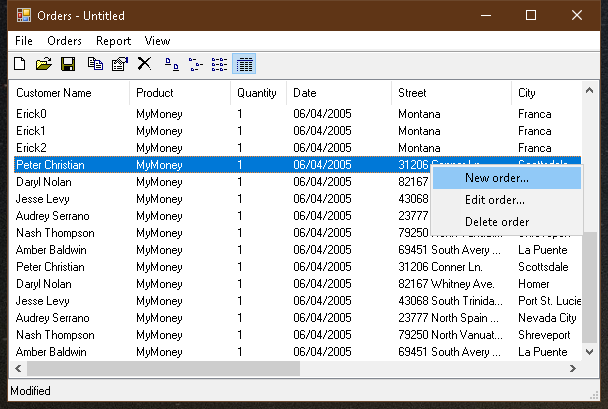 Orders - Untitled
File Orders Report View
Customer Name Product Quantity Date Street City
Erick0 MyMoney 1 06/04/2005 Montana Franca
Erick1 MyMoney 1 06/04/2005 Montana Franca
Erick2 MyMoney 1 06/04/2005 Montana Franca
Peter Christian MyMoney 1 06/04/2005 31206 Conner Ln. Scottsdale
Daryl Nolan MyMoney 1 06/04/2005 82167
Jesse Levy MyMoney 1 06/04/2005 43068
Audrey Serrano MyMoney 1 06/04/2005 23777
Nash Thompson MyMoney 1 06/04/2005 79250 North Vanuat... Shreveport
Amber Baldwin MyMoney 1 06/04/2005 69451 South Avery ... La Puente
Peter Christian MyMoney 1 06/04/2005 31206 Conner Ln. Scottsdale
Daryl Nolan MyMoney 1 06/04/2005 82167 Whitney Ave. Homer
Jesse Levy MyMoney 1 06/04/2005 43068 South Trinida... Port St. Lucie
Audrey Serrano MyMoney 1 06/04/2005 23777 North Spain ... Nevada City
Nash Thompson MyMoney 1 06/04/2005 79250 North Vanuat... Shreveport
Amber Baldwin MyMoney 1 06/04/2005 69451 South Avery ... La Puente
New order...
Edit order...
Delete order
Modified